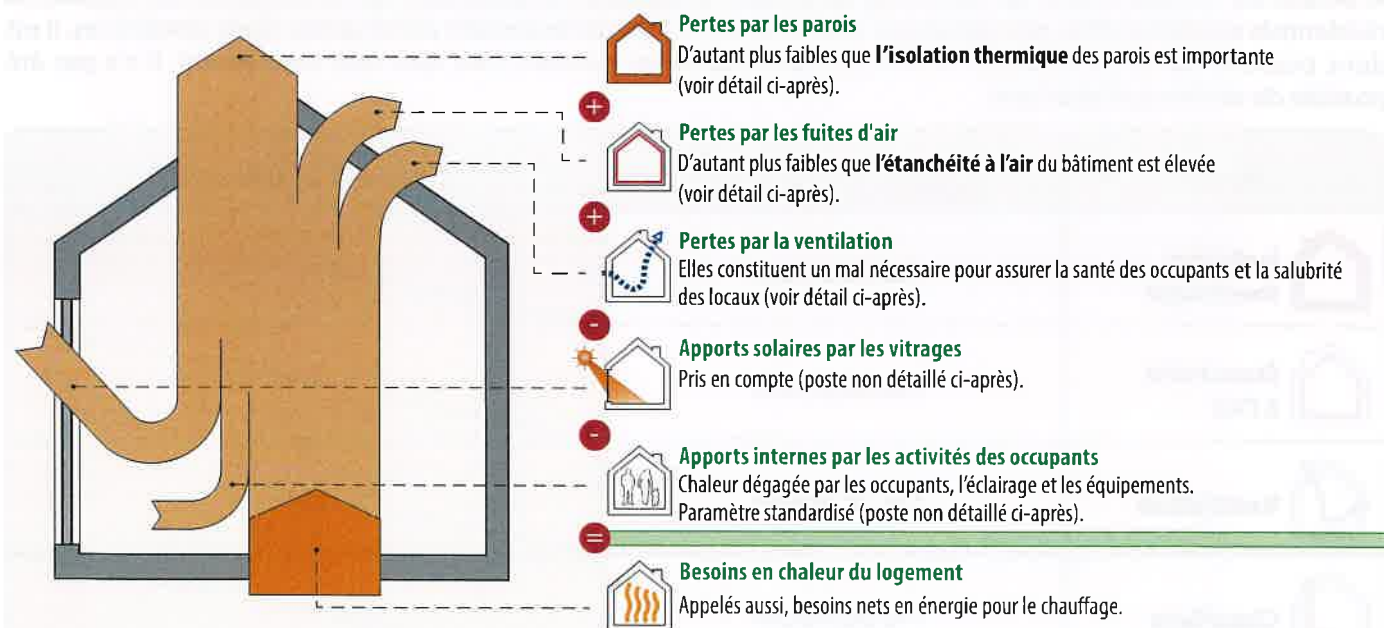 Pertes par les parois
D'autant plus faibles que l'isolation thermique des parois est importante
(voir détail ci-après).
+
Pertes par les fuites d'air
D'autant plus faibles que l'étanchéité à l'air du bâtiment est élevée
(voir détail ci-après).
+
Pertes par la ventilation
Elles constituent un mal nécessaire pour assurer la santé des occupants et la salubrité
des locaux (voir détail ci-après).
-
Apports solaires par les vitrages
Pris en compte (poste non détaillé ci-après).
-
Apports internes par les activités des occupants
Chaleur dégagée par les occupants, l'éclairage et les équipements.
Paramètre standardisé (poste non détaillé ci-après).
=
Besoins en chaleur du logement
Appelés aussi, besoins nets en énergie pour le chauffage.